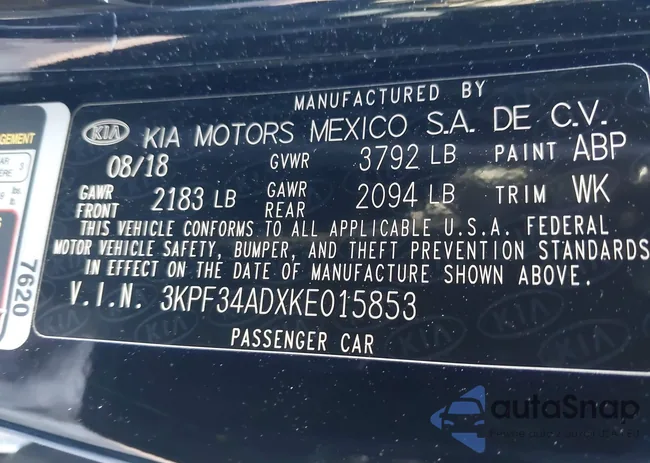 MANUFACTURED BY
KIA KIA MOTORS MEXICO S.A. DE C.V.
08/18 GVWR 3792 LB PAINT ABP
GAWR FRONT 2183 LB GAWR REAR 2094 LB TRIM WK
THIS VEHICLE CONFORMS TO ALL APPLICABLE U.S.A. FEDERAL
MOTOR VEHICLE SAFETY, BUMPER, AND THEFT PREVENTION STANDARDS
IN EFFECT ON THE DATE OF MANUFACTURE SHOWN ABOVE.
V.I.N. 3KPF34ADXKE015853
PASSENGER CAR
7620
autoSnap